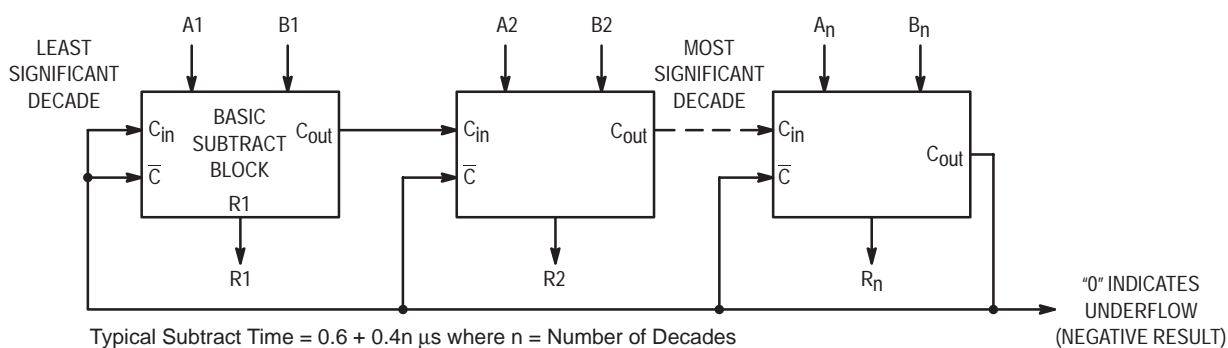 A1 B1 A2 B2 An Bn
LEAST
SIGNIFICANT
DECADE
MOST
SIGNIFICANT
DECADE
BASIC
SUBTRACT
BLOCK
Cin Cout Cin Cout Cin Cout
C̅ C̅ C̅
R1
R1 R2 Rn
"0" INDICATES
UNDERFLOW
(NEGATIVE RESULT)
Typical Subtract Time = 0.6 + 0.4n μs where n = Number of Decades